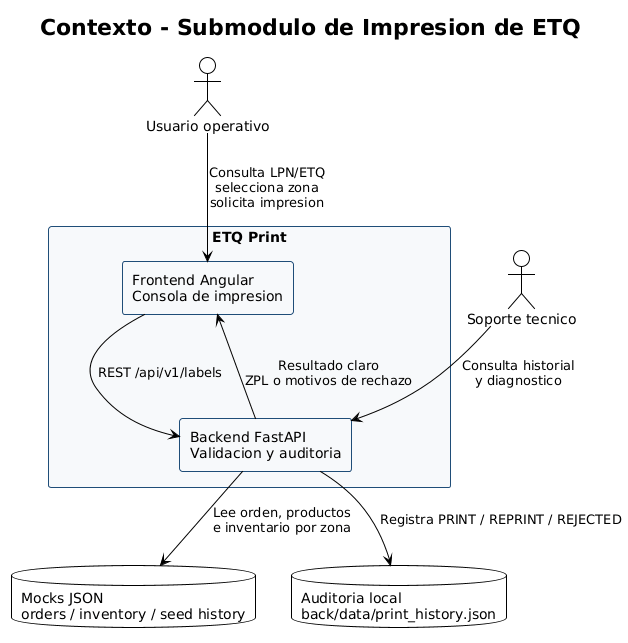 Contexto - Submodulo de Impresion de ETQ
Usuario operativo
Consulta LPN/ETQ
selecciona zona
solicita impresion
ETQ Print
Frontend Angular
Consola de impresion
Soporte tecnico
REST /api/v1/labels
Resultado claro
ZPL o motivos de rechazo
Consulta historial
y diagnostico
Backend FastAPI
Validacion y auditoria
Lee orden, productos
e inventario por zona
Registra PRINT / REPRINT / REJECTED
Mocks JSON
orders / inventory / seed history
Auditoria local
back/data/print_history.json